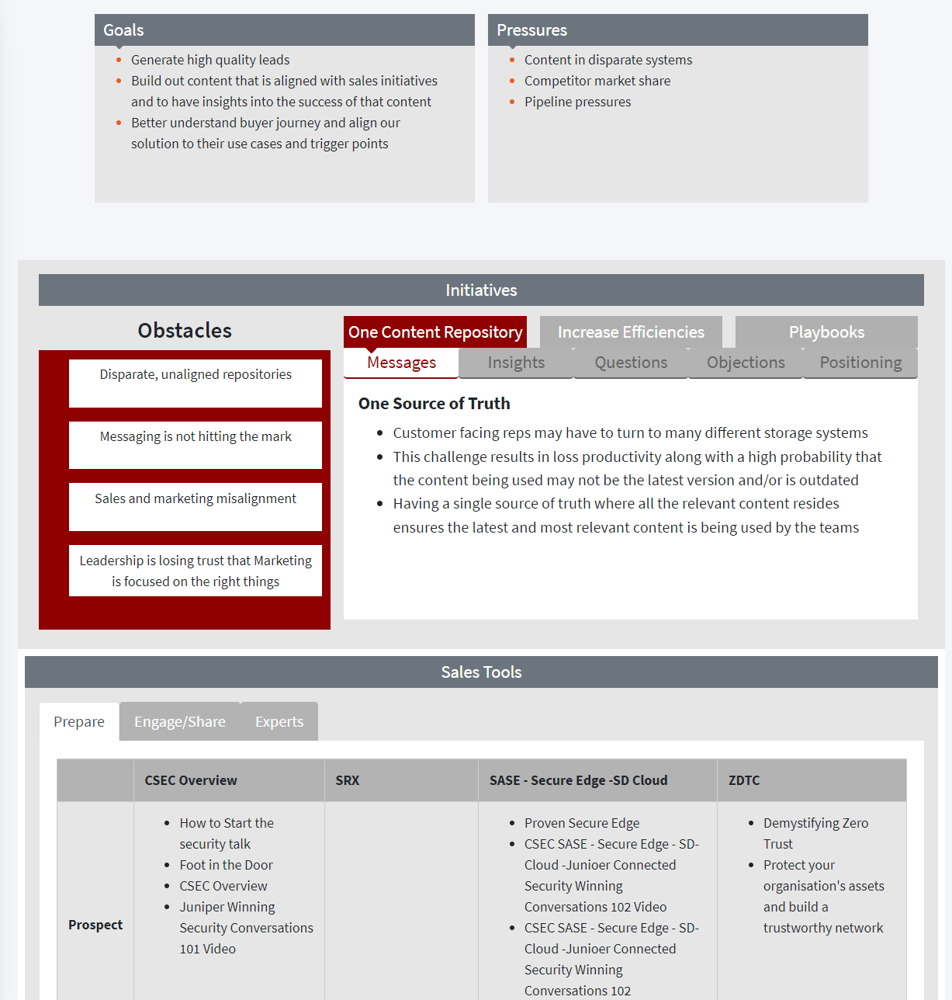 Goals
Generate high quality leads
Build out content that is aligned with sales initiatives
and to have insights into the success of that content
Better understand buyer journey and align our
solution to their use cases and trigger points
Pressures
Content in disparate systems
Competitor market share
Pipeline pressures
Initiatives
Obstacles
Disparate, unaligned repositories
Messaging is not hitting the mark
Sales and marketing misalignment
Leadership is losing trust that Marketing
is focused on the right things
One Content Repository
Increase Efficiencies
Playbooks
Messages
Insights
Questions
Objections
Positioning
One Source of Truth
Customer facing reps may have to turn to many different storage systems
This challenge results in loss productivity along with a high probability that
the content being used may not be the latest version and/or is outdated
Having a single source of truth where all the relevant content resides
ensures the latest and most relevant content is being used by the teams
Sales Tools
Prepare
Engage/Share
Experts
CSEC Overview
SRX
SASE - Secure Edge -SD Cloud
ZDTC
Prospect
How to Start the
security talk
Foot in the Door
CSEC Overview
Juniper Winning
Security Conversations
101 Video
Proven Secure Edge
CSEC SASE - Secure Edge - SD-
Cloud -Junioer Connected
Security Winning
Conversations 102 Video
CSEC SASE - Secure Edge - SD-
Cloud -Junioer Connected
Security Winning
Conversations 102
Demystifying Zero
Trust
Protect your
organisation's assets
and build a
trustworthy network